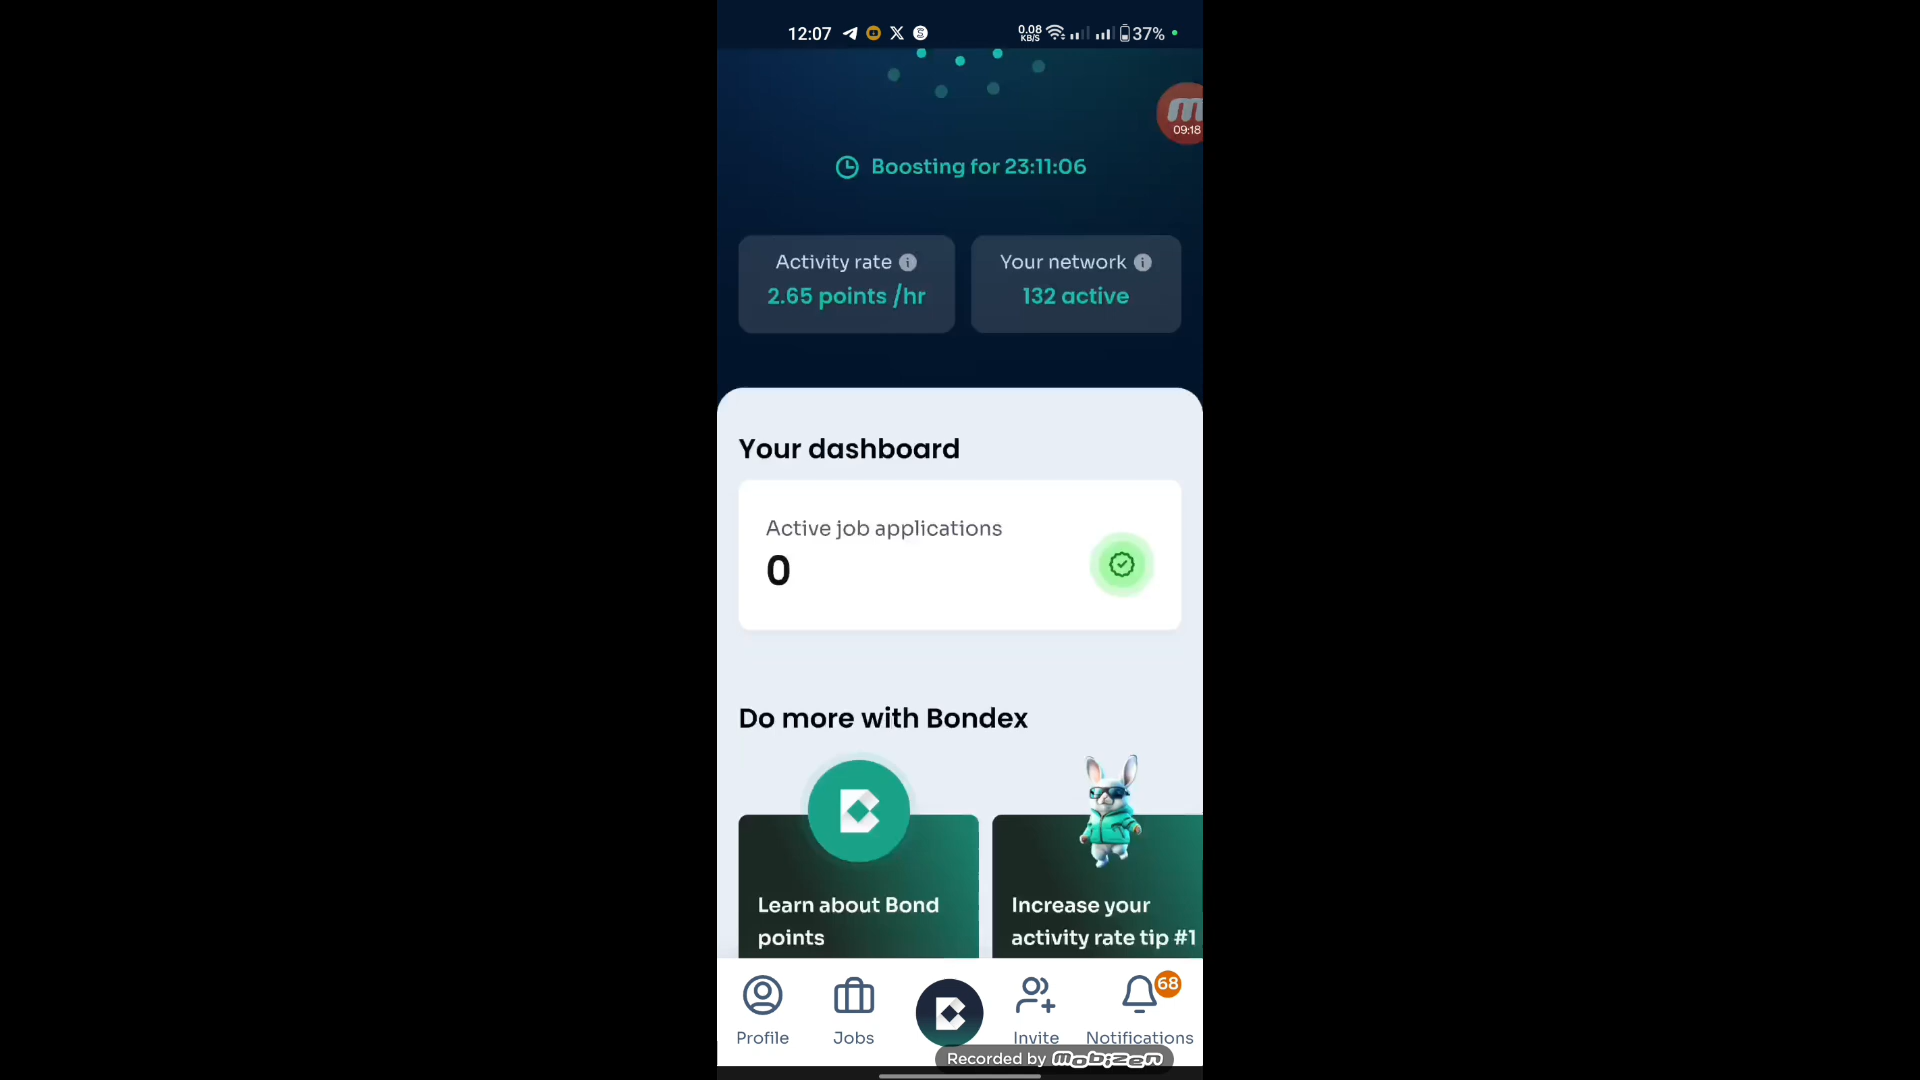 12:07
0.08
KB/S
37%
09:18
Boosting for 23:11:06
Activity rate
2.65 points /hr
Your network
132 active
Your dashboard
Active job applications
0
Do more with Bondex
Learn about Bond
points
Increase your
activity rate tip #1
68
Profile
Jobs
Invite
Notifications
Recorded by mobizen